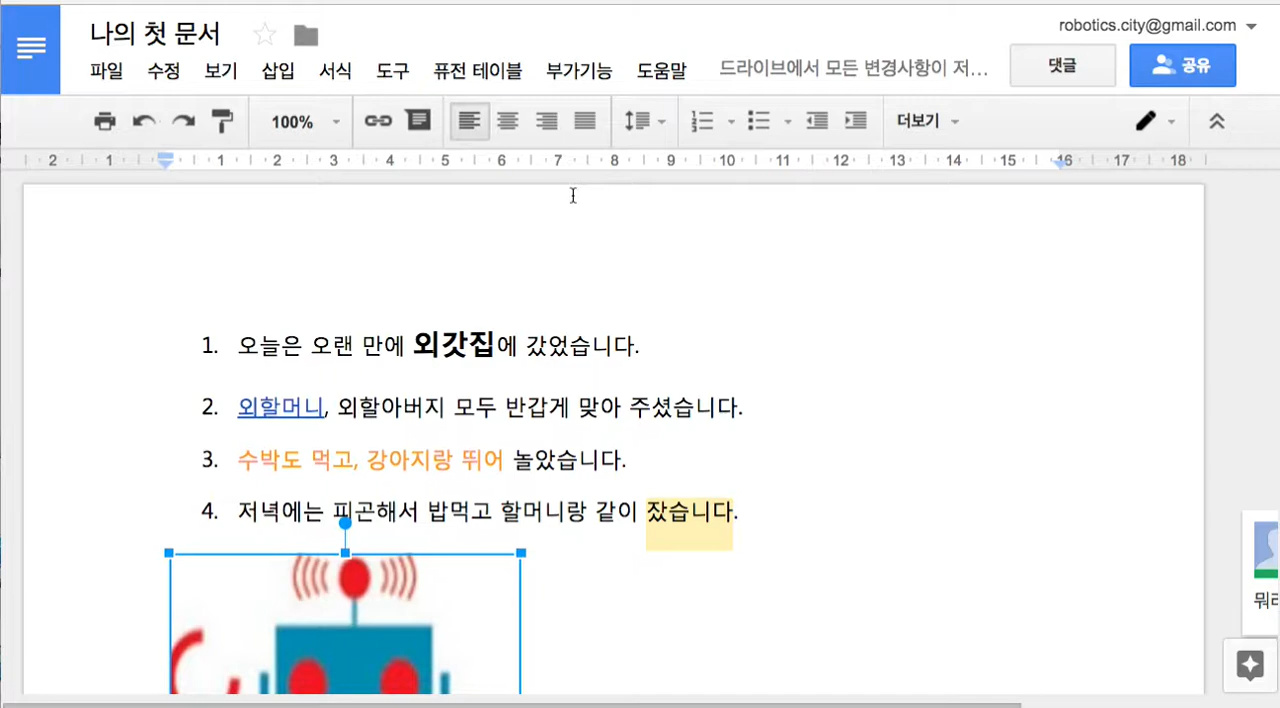 나의 첫 문서
robotics.city@gmail.com
파일 수정 보기 삽입 서식 도구 퓨전 테이블 부가기능 도움말 드라이브에서 모든 변경사항이 저... 댓글 공유
100% 더보기
2 1 1 2 3 4 5 6 7 8 9 10 11 12 13 14 15 16 17 18
1. 오늘은 오랜 만에 외갓집에 갔었습니다.
2. 외할머니, 외할아버지 모두 반갑게 맞아 주셨습니다.
3. 수박도 먹고, 강아지랑 뛰어 놀았습니다.
4. 저녁에는 피곤해서 밥먹고 할머니랑 같이 잤습니다.